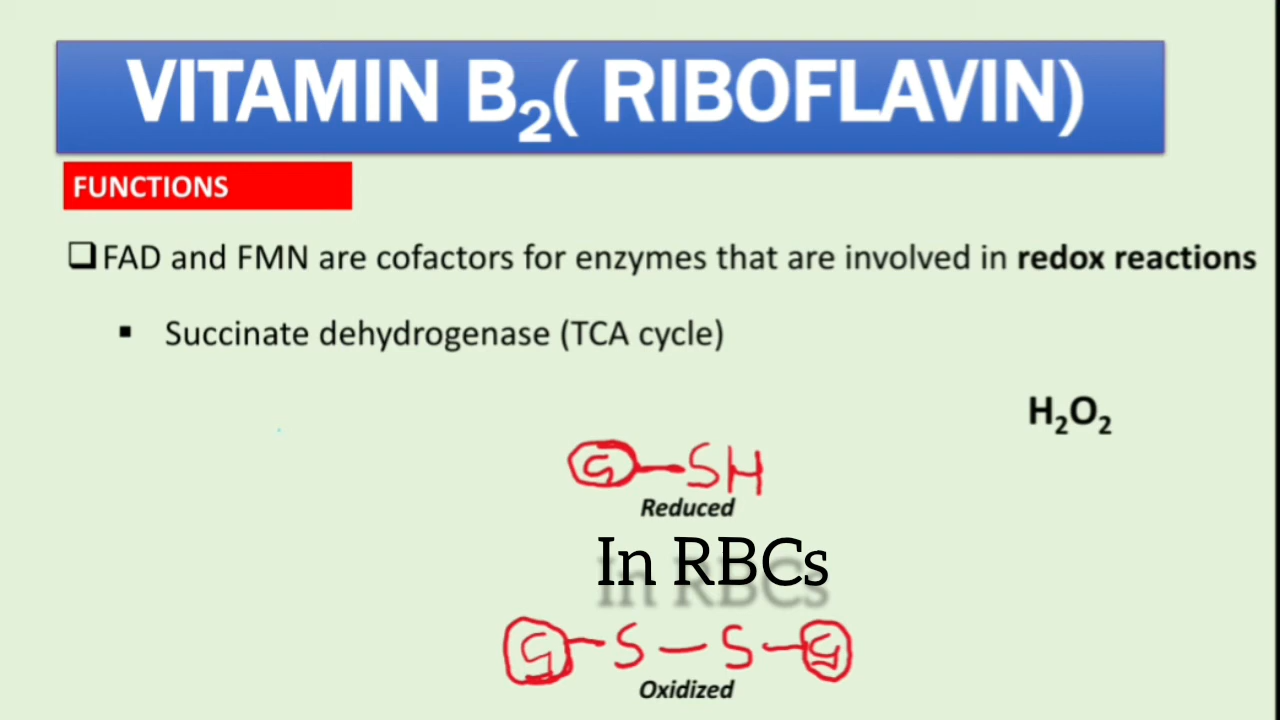 VITAMIN B₂( RIBOFLAVIN)
FUNCTIONS
❑FAD and FMN are cofactors for enzymes that are involved in redox reactions
▪ Succinate dehydrogenase (TCA cycle)
H₂O₂
G—SH
Reduced
In RBCs
G—S—S—G
Oxidized